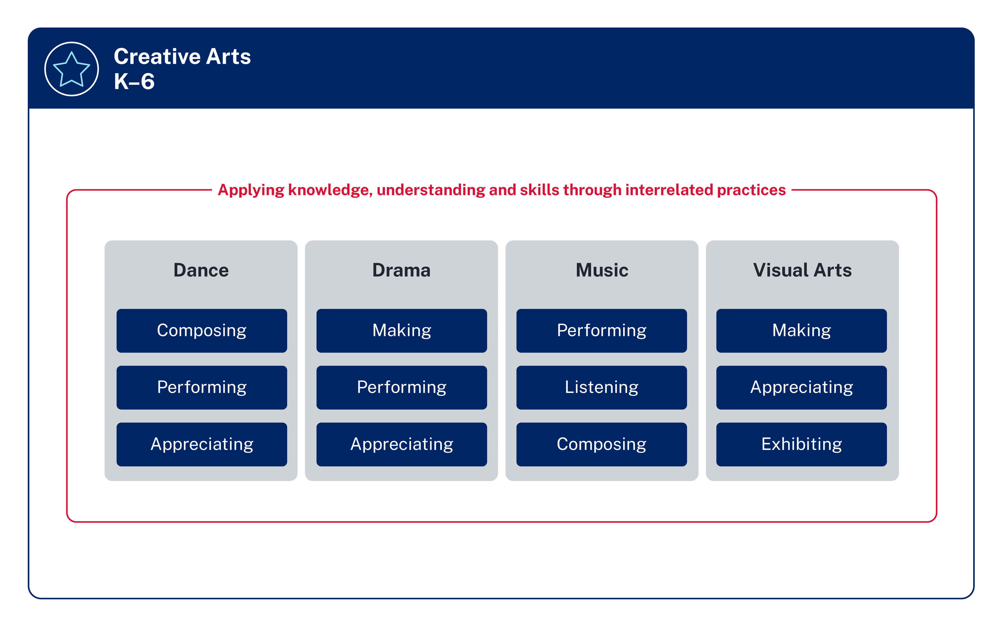 Creative Arts
K–6
Applying knowledge, understanding and skills through interrelated practices
Dance
Composing
Performing
Appreciating
Drama
Making
Performing
Appreciating
Music
Performing
Listening
Composing
Visual Arts
Making
Appreciating
Exhibiting